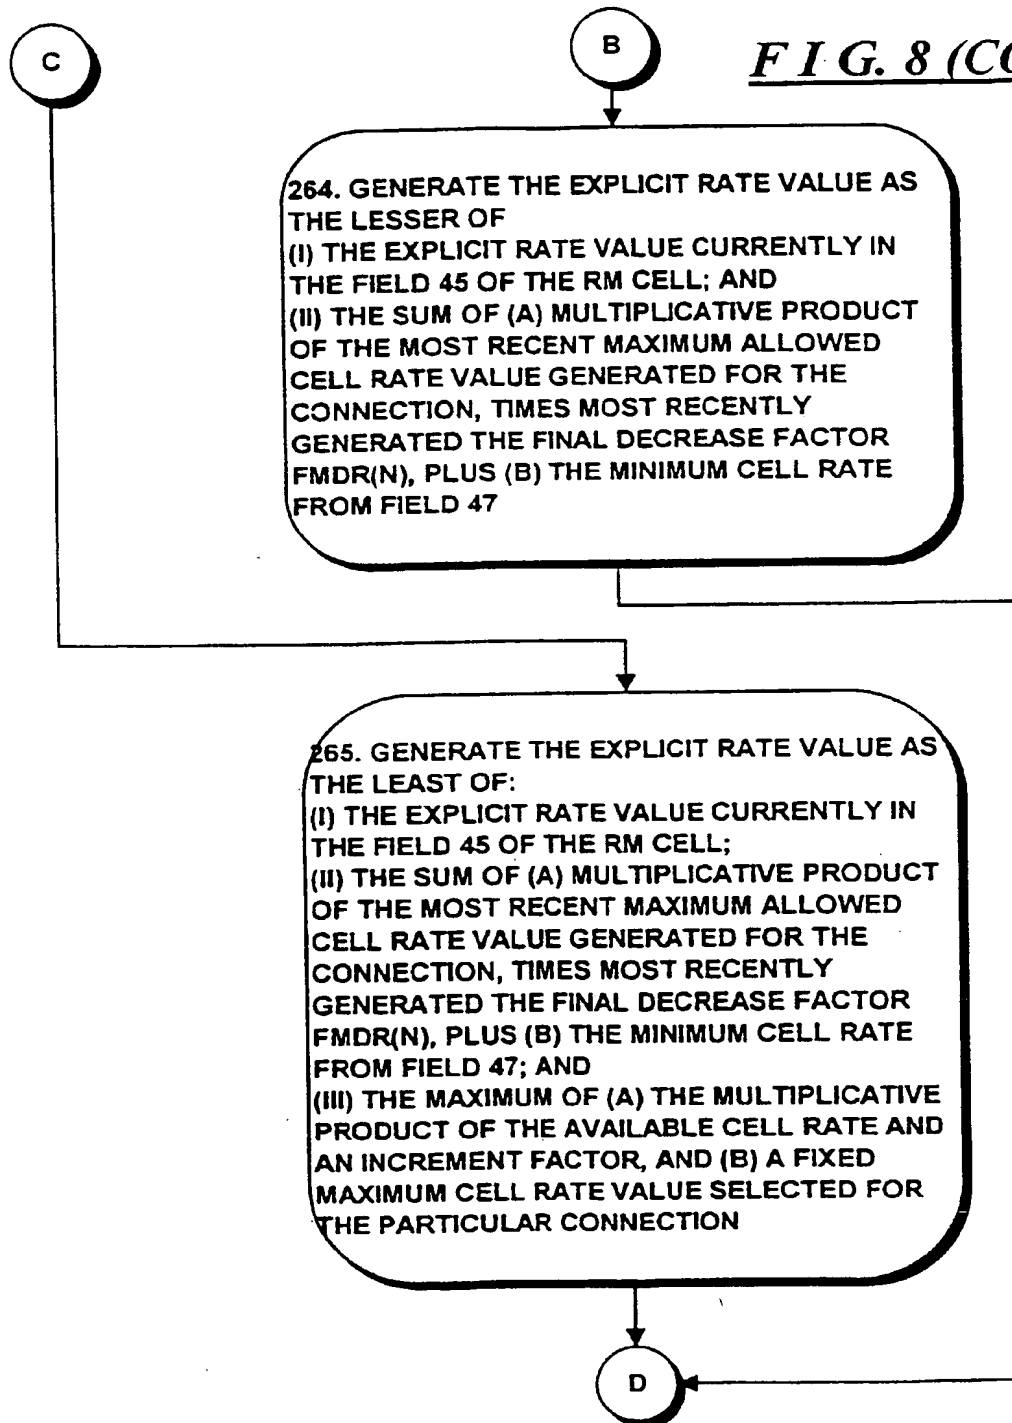 C
B
F I G. 8 (CO
264. GENERATE THE EXPLICIT RATE VALUE AS
THE LESSER OF
(I) THE EXPLICIT RATE VALUE CURRENTLY IN
THE FIELD 45 OF THE RM CELL; AND
(II) THE SUM OF (A) MULTIPLICATIVE PRODUCT
OF THE MOST RECENT MAXIMUM ALLOWED
CELL RATE VALUE GENERATED FOR THE
CONNECTION, TIMES MOST RECENTLY
GENERATED THE FINAL DECREASE FACTOR
FMDR(N), PLUS (B) THE MINIMUM CELL RATE
FROM FIELD 47
265. GENERATE THE EXPLICIT RATE VALUE AS
THE LEAST OF:
(I) THE EXPLICIT RATE VALUE CURRENTLY IN
THE FIELD 45 OF THE RM CELL;
(II) THE SUM OF (A) MULTIPLICATIVE PRODUCT
OF THE MOST RECENT MAXIMUM ALLOWED
CELL RATE VALUE GENERATED FOR THE
CONNECTION, TIMES MOST RECENTLY
GENERATED THE FINAL DECREASE FACTOR
FMDR(N), PLUS (B) THE MINIMUM CELL RATE
FROM FIELD 47; AND
(III) THE MAXIMUM OF (A) THE MULTIPLICATIVE
PRODUCT OF THE AVAILABLE CELL RATE AND
AN INCREMENT FACTOR, AND (B) A FIXED
MAXIMUM CELL RATE VALUE SELECTED FOR
THE PARTICULAR CONNECTION
D